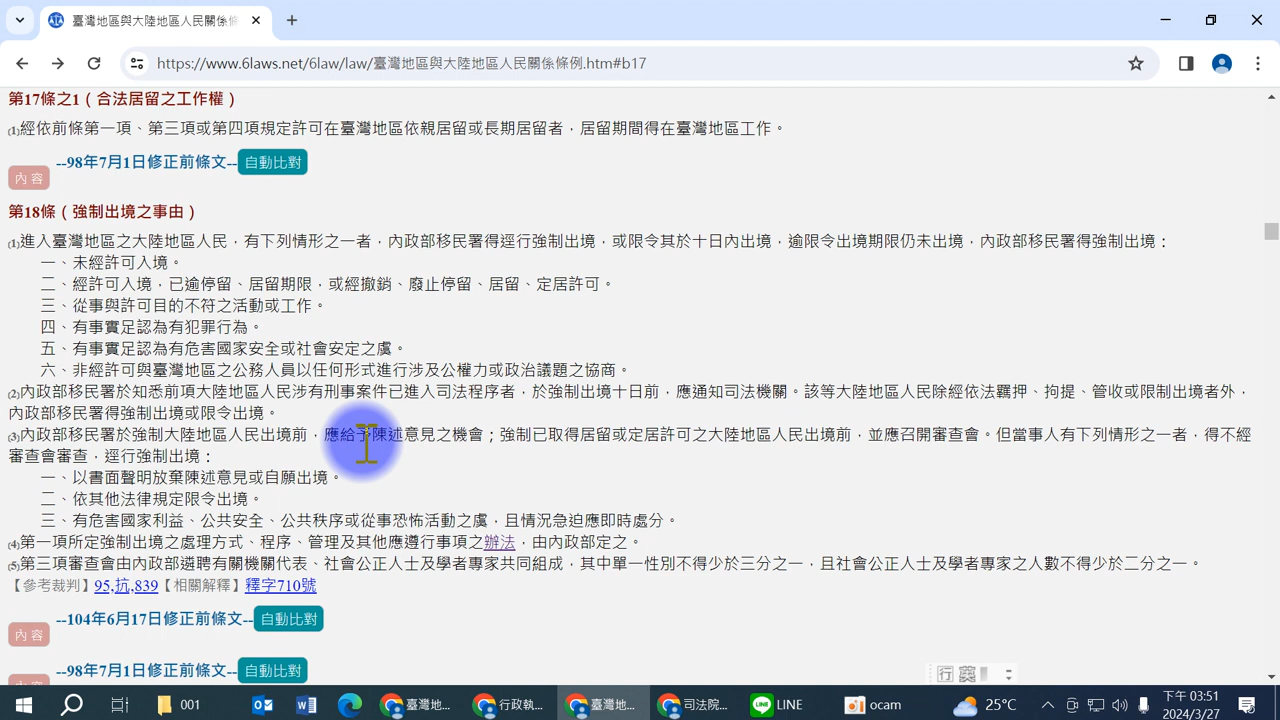 臺灣地區與大陸地區人民關係條
https://www.6laws.net/6law/law/臺灣地區與大陸地區人民關係條例.htm#b17
第17條之1（合法居留之工作權）
(1)經依前條第一項、第三項或第四項規定許可在臺灣地區依親居留或長期居留者，居留期間得在臺灣地區工作。
--98年7月1日修正前條文-- 自動比對
內 容
第18條（強制出境之事由）
(1)進入臺灣地區之大陸地區人民，有下列情形之一者，內政部移民署得逕行強制出境，或限令其於十日內出境，逾限令出境期限仍未出境，內政部移民署得強制出境：
一、未經許可入境。
二、經許可入境，已逾停留、居留期限，或經撤銷、廢止停留、居留、定居許可。
三、從事與許可目的不符之活動或工作。
四、有事實足認為有犯罪行為。
五、有事實足認為有危害國家安全或社會安定之虞。
六、非經許可與臺灣地區之公務人員以任何形式進行涉及公權力或政治議題之協商。
(2)內政部移民署於知悉前項大陸地區人民涉有刑事案件已進入司法程序者，於強制出境十日前，應通知司法機關。該等大陸地區人民除經依法羈押、拘提、管收或限制出境者外，
內政部移民署得強制出境或限令出境。
(3)內政部移民署於強制大陸地區人民出境前，應給予陳述意見之機會；強制已取得居留或定居許可之大陸地區人民出境前，並應召開審查會。但當事人有下列情形之一者，得不經
審查會審查，逕行強制出境：
一、以書面聲明放棄陳述意見或自願出境。
二、依其他法律規定限令出境。
三、有危害國家利益、公共安全、公共秩序或從事恐怖活動之虞，且情況急迫應即時處分。
(4)第一項所定強制出境之處理方式、程序、管理及其他應遵行事項之辦法，由內政部定之。
(5)第三項審查會由內政部遴聘有關機關代表、社會公正人士及學者專家共同組成，其中單一性別不得少於三分之一，且社會公正人士及學者專家之人數不得少於二分之一。
【參考裁判】95,抗,839【相關解釋】釋字710號
--104年6月17日修正前條文-- 自動比對
內 容
--98年7月1日修正前條文-- 自動比對
行 英
001
臺灣地...
行政執...
臺灣地...
司法院...
LINE
ocam
25°C
下午 03:51
2024/3/27